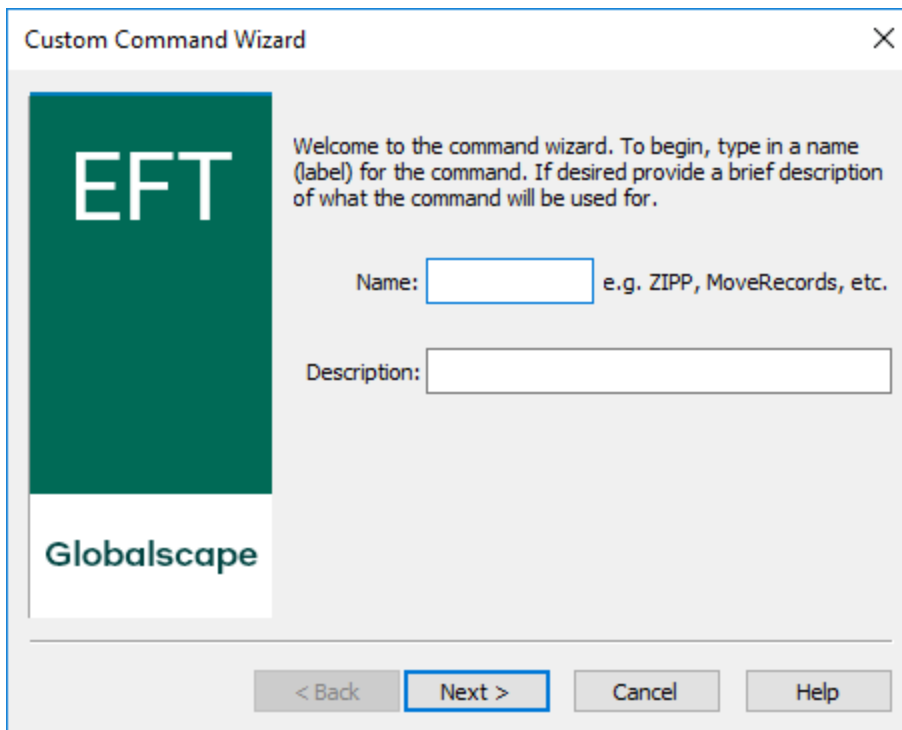 Custom Command Wizard
EFT
Globalscape
Welcome to the command wizard. To begin, type in a name
(label) for the command. If desired provide a brief description
of what the command will be used for.
Name: e.g. ZIPP, MoveRecords, etc.
Description:
< Back Next > Cancel Help